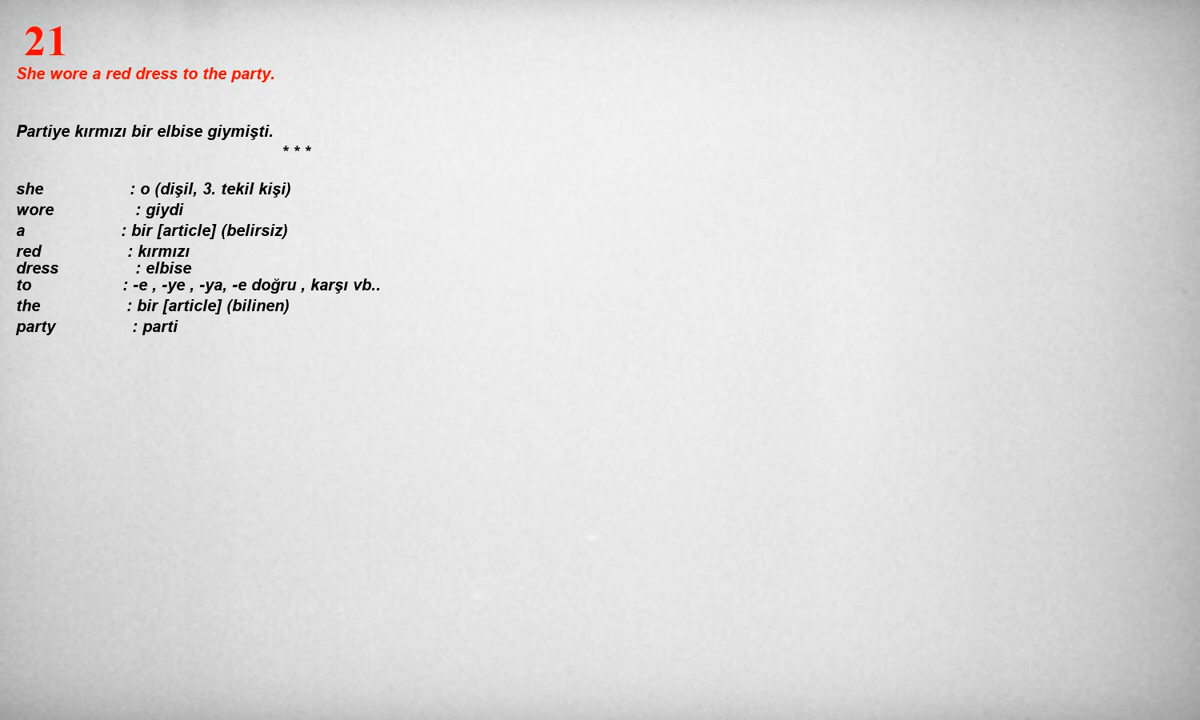 21
She wore a red dress to the party.
Partiye kırmızı bir elbise giymişti.
* * *
she : o (dişil, 3. tekil kişi)
wore : giydi
a : bir [article] (belirsiz)
red : kırmızı
dress : elbise
to : -e , -ye , -ya, -e doğru , karşı vb..
the : bir [article] (bilinen)
party : parti